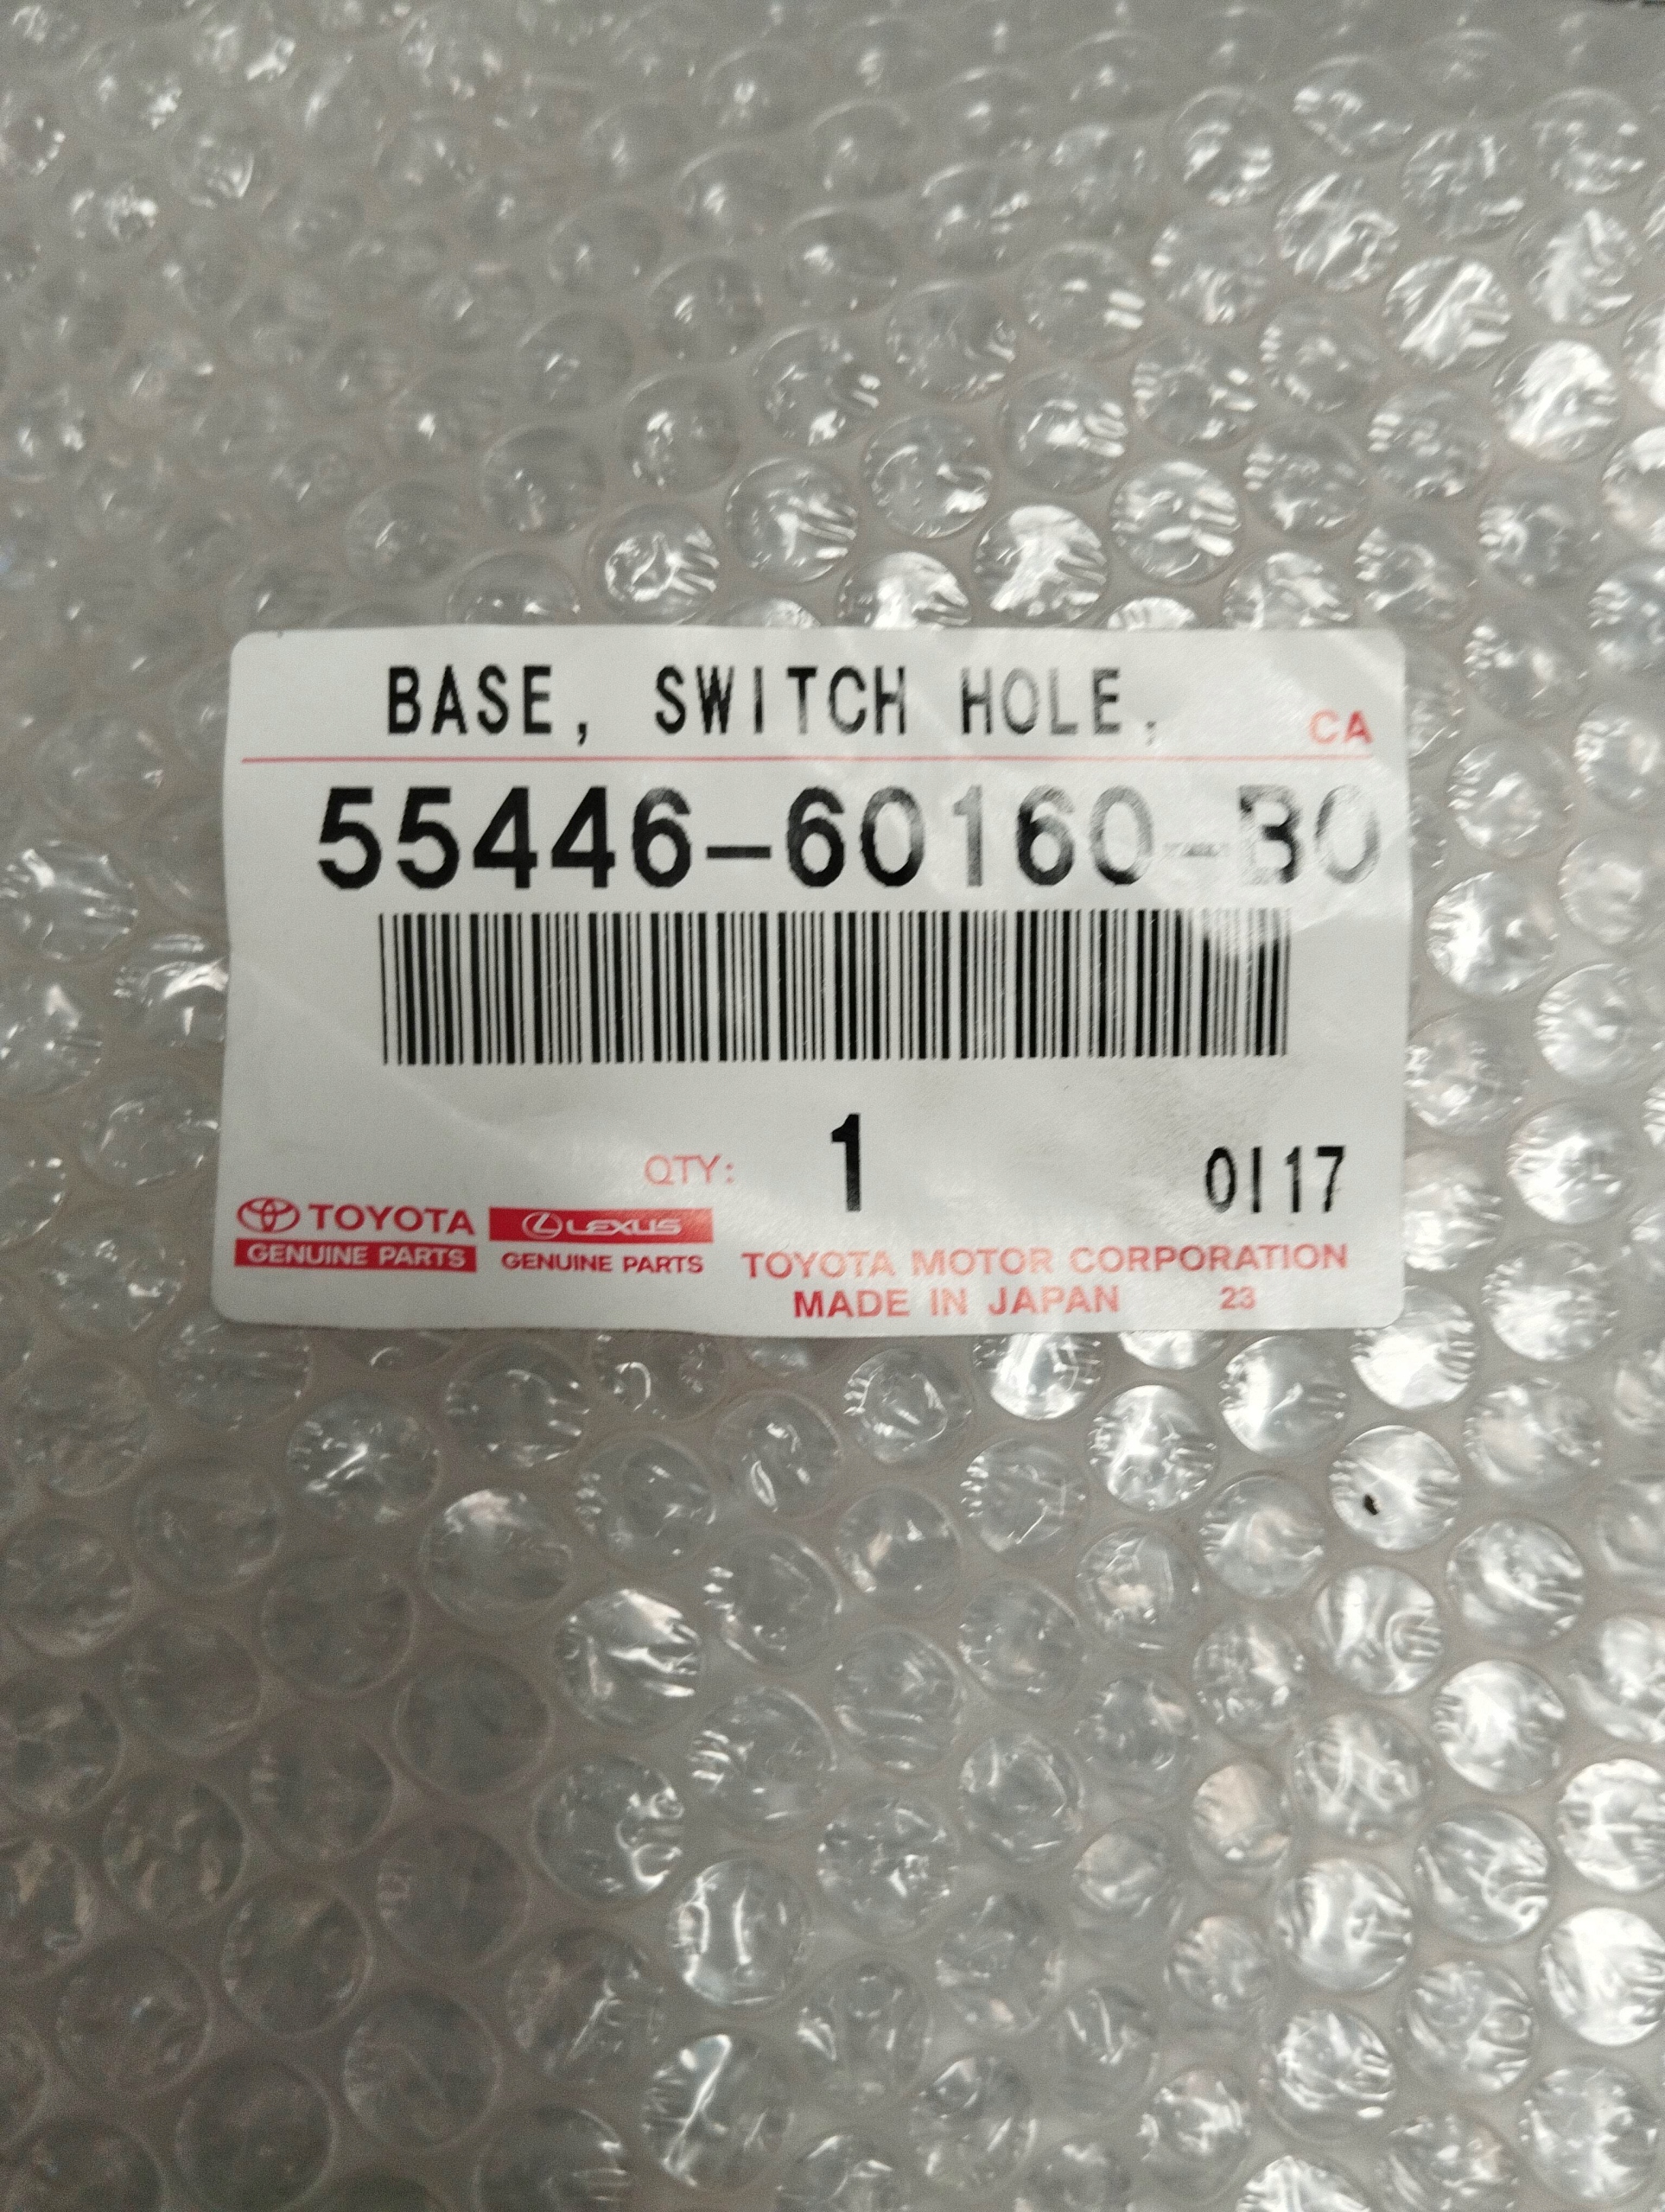 BASE, SWITCH HOLE,
CA
55446-60160-B0
QTY: 1
0117
TOYOTA
GENUINE PARTS
LEXUS
GENUINE PARTS
TOYOTA MOTOR CORPORATION
MADE IN JAPAN 23